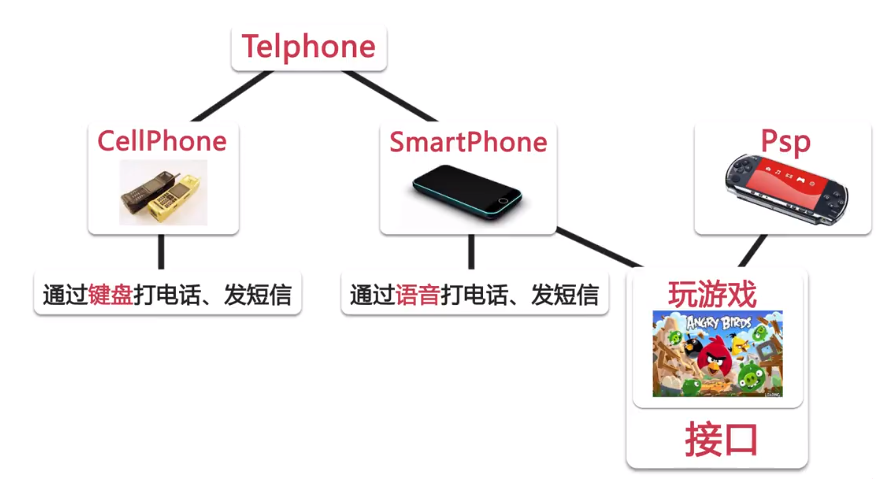 Telphone
CellPhone
SmartPhone
Psp
通过键盘打电话、发短信
通过语音打电话、发短信
玩游戏
ANGRY BIRDS
LOADING
接口